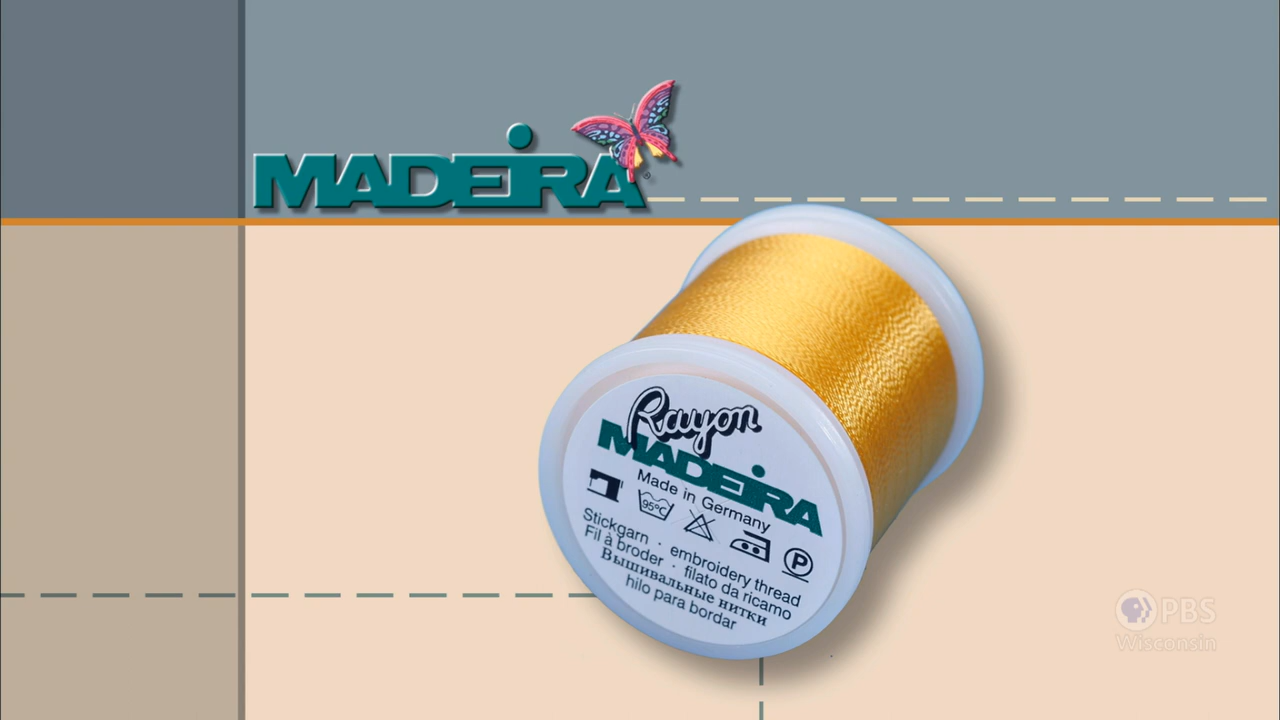 MADEIRA®
Rayon
MADEIRA
Made in Germany
95°C
P
Stickgarn · embroidery thread
Fil à broder · filato da ricamo
Вышивальные нитки
hilo para bordar
PBS
Wisconsin